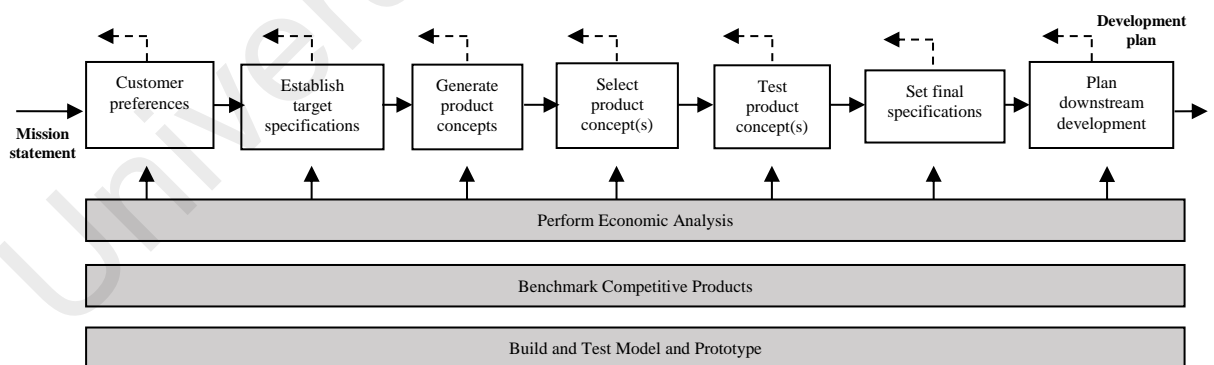 Development
plan
Customer
preferences
Establish
target
specifications
Generate
product
concepts
Select
product
concept(s)
Test
product
concept(s)
Set final
specifications
Plan
downstream
development
Mission
statement
Perform Economic Analysis
Benchmark Competitive Products
Build and Test Model and Prototype